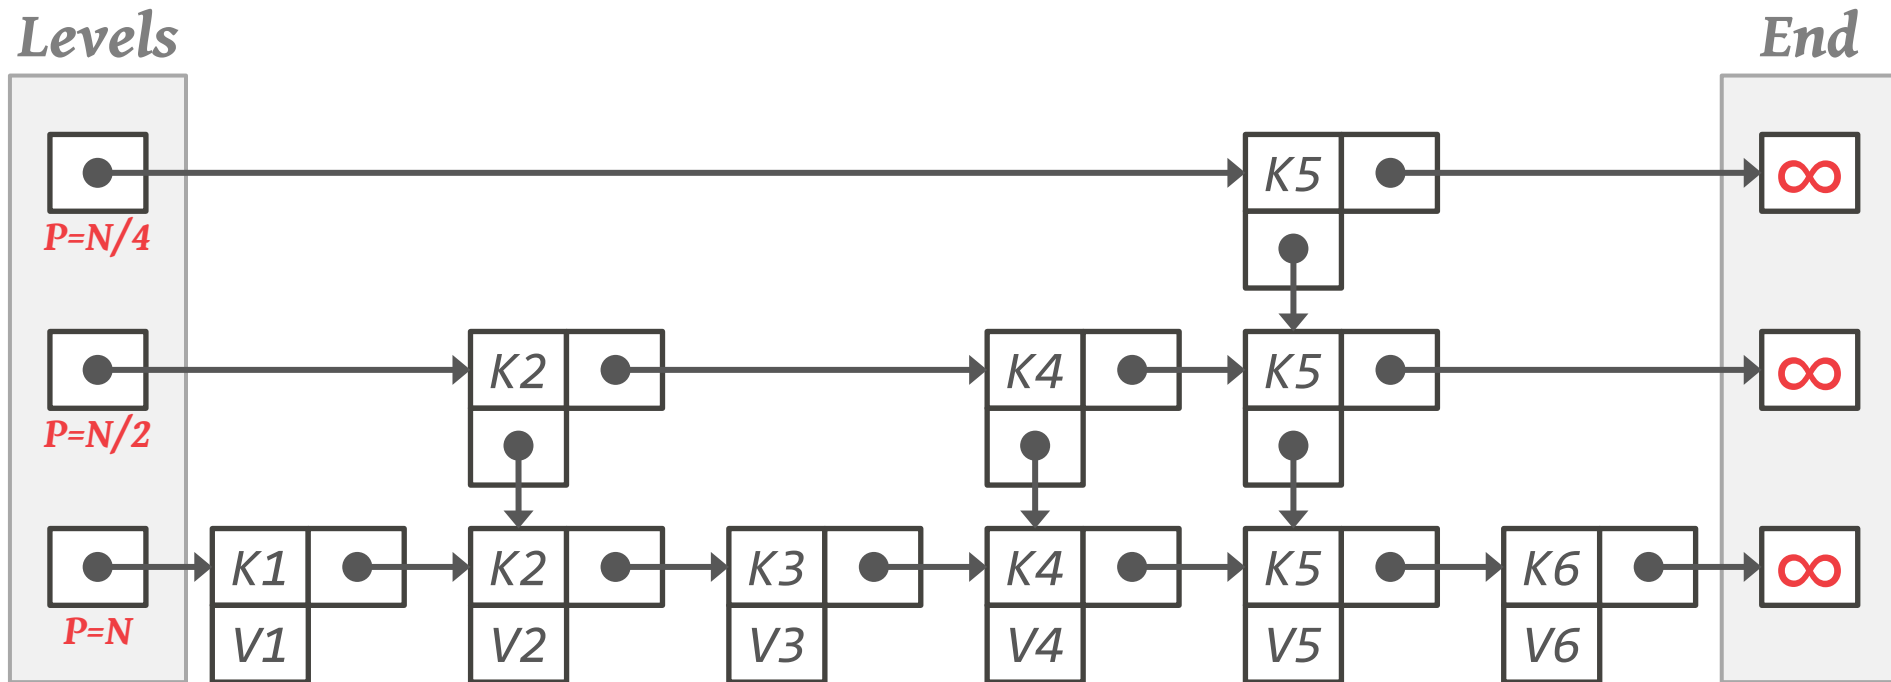 Levels End
K5 ∞
P=N/4
K2 K4 K5 ∞
P=N/2
K1 K2 K3 K4 K5 K6 ∞
P=N V1 V2 V3 V4 V5 V6